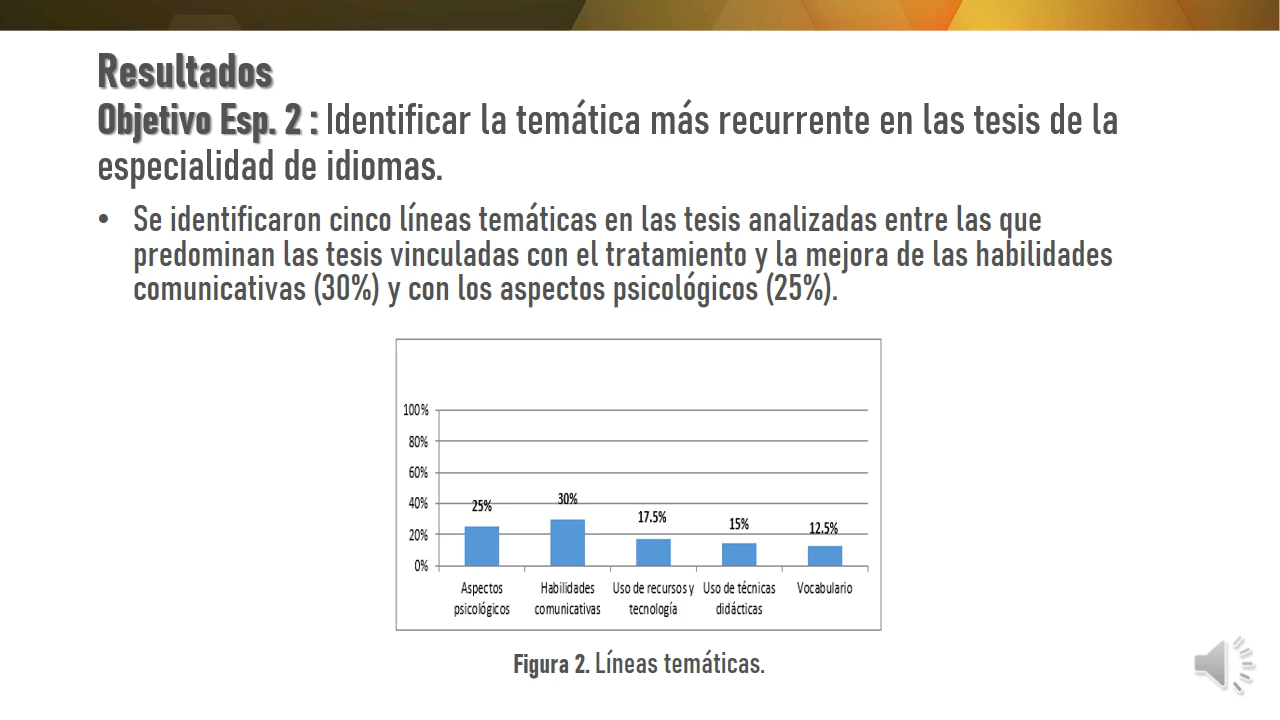 Resultados
Objetivo Esp. 2 : Identificar la temática más recurrente en las tesis de la
especialidad de idiomas.
• Se identificaron cinco líneas temáticas en las tesis analizadas entre las que
predominan las tesis vinculadas con el tratamiento y la mejora de las habilidades
comunicativas (30%) y con los aspectos psicológicos (25%).
100%
80%
60%
40%
20%
0%
25%
30%
17.5%
15%
12.5%
Aspectos
psicológicos
Habilidades
comunicativas
Uso de recursos y
tecnología
Uso de técnicas
didácticas
Vocabulario
Figura 2. Líneas temáticas.